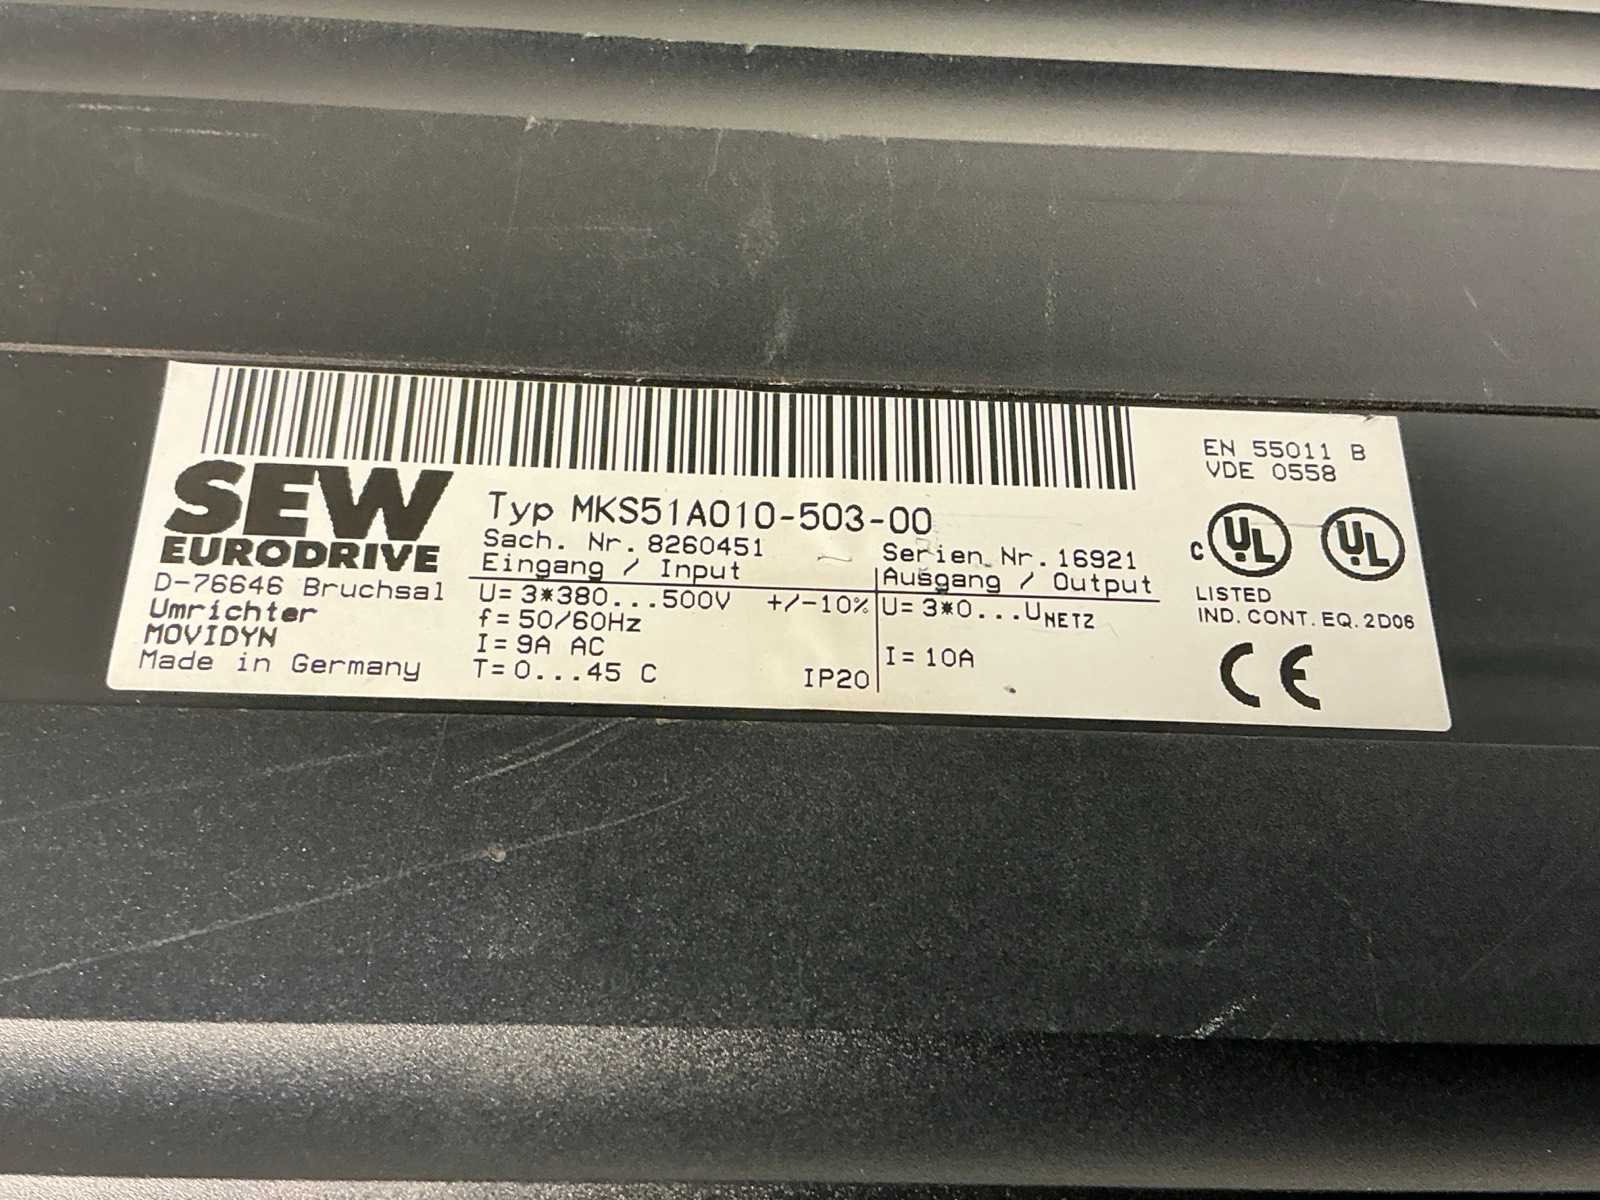 SEW
EURODRIVE
D-76646 Bruchsal
Umrichter
MOVIDYN
Made in Germany
Typ MKS51A010-503-00
Sach. Nr. 8260451
Serien Nr. 16921
Eingang / Input
Ausgang / Output
U= 3*380...500V +/-10%
f= 50/60Hz
I= 9A AC
T= 0...45 C
IP20
U= 3*0...UNETZ
I= 10A
EN 55011 B
VDE 0558
c UL UL
LISTED
IND. CONT. EQ. 2D06
CE